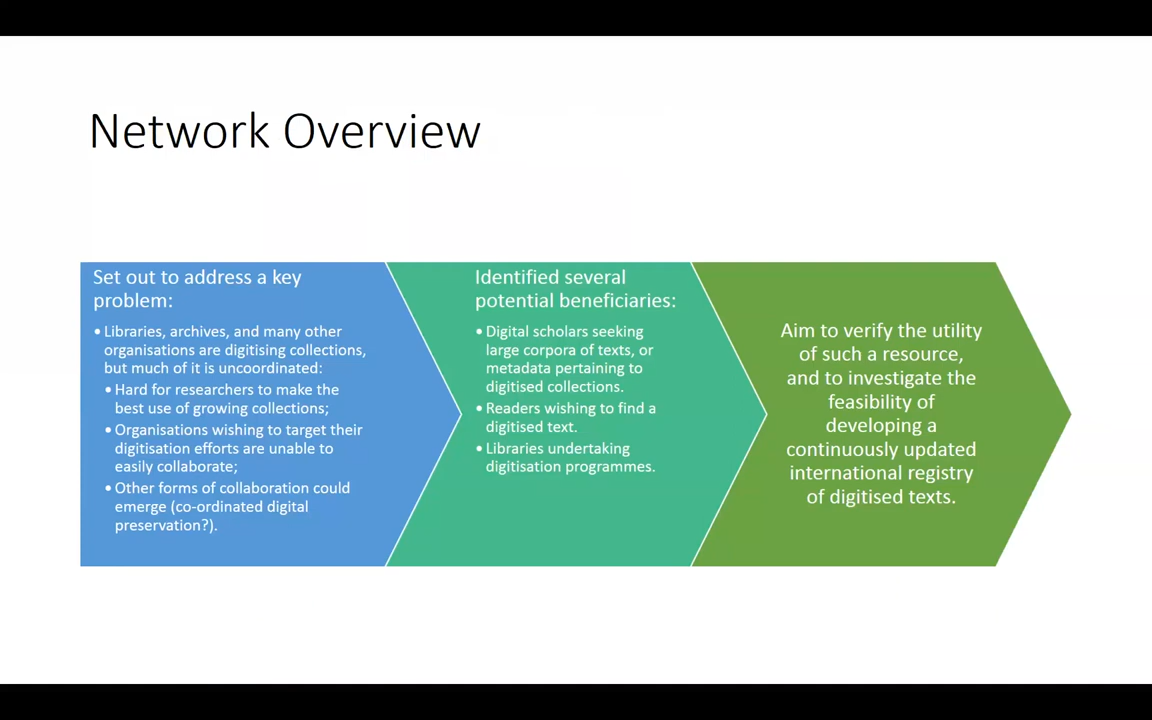 Network Overview
Set out to address a key
problem:
• Libraries, archives, and many other
organisations are digitising collections,
but much of it is uncoordinated:
• Hard for researchers to make the
best use of growing collections;
• Organisations wishing to target their
digitisation efforts are unable to
easily collaborate;
• Other forms of collaboration could
emerge (co-ordinated digital
preservation?).
Identified several
potential beneficiaries:
• Digital scholars seeking
large corpora of texts, or
metadata pertaining to
digitised collections.
• Readers wishing to find a
digitised text.
• Libraries undertaking
digitisation programmes.
Aim to verify the utility
of such a resource,
and to investigate the
feasibility of
developing a
continuously updated
international registry
of digitised texts.